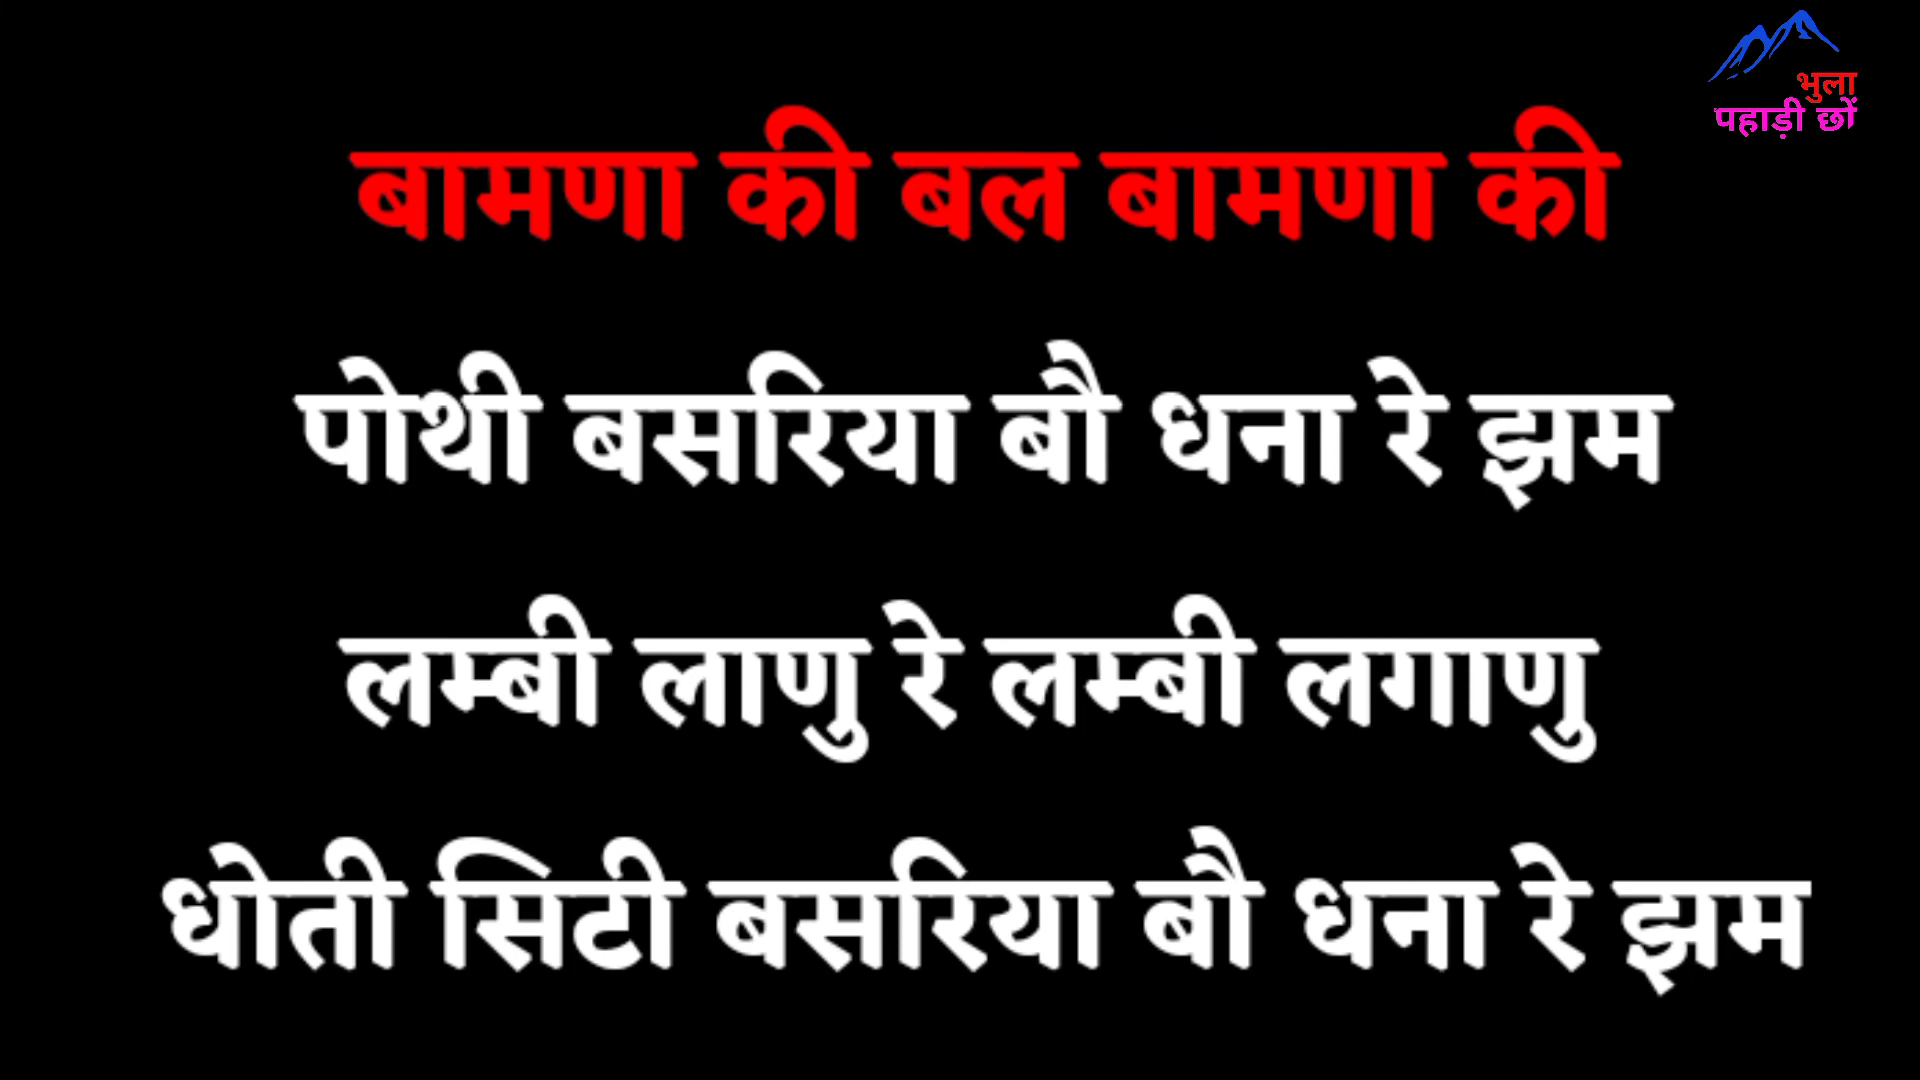 भुला
पहाड़ी छों
बामणा की बल बामणा की
पोथी बसरिया बौ धना रे झम
लम्बी लाणु रे लम्बी लगाणु
धोती सिटी बसरिया बौ धना रे झम